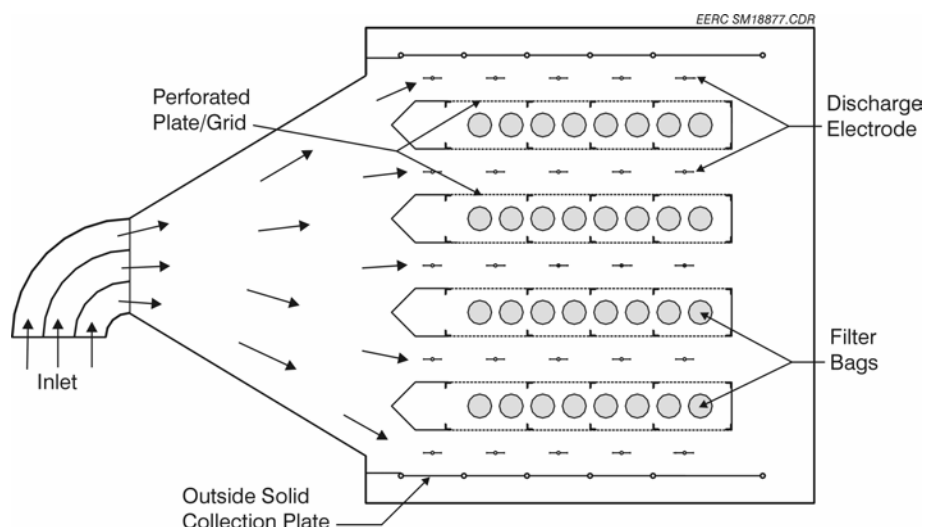 EERC SM18877.CDR
Perforated
Plate/Grid
Discharge
Electrode
Inlet
Filter
Bags
Outside Solid
Collection Plate